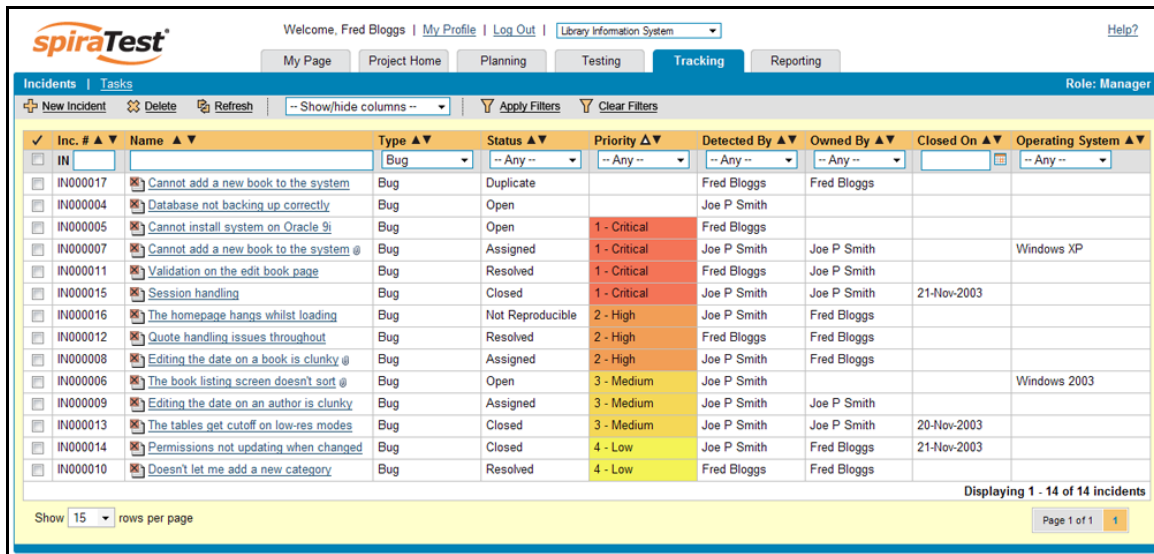 spiraTest
Welcome, Fred Bloggs | My Profile | Log Out | Library Information System Help?
My Page Project Home Planning Testing Tracking Reporting
Incidents | Tasks Role: Manager
New Incident Delete Refresh -- Show/hide columns -- Apply Filters Clear Filters
✓ Inc. # ▲ ▼ Name ▲ ▼ Type ▲▼ Status ▲▼ Priority Δ▼ Detected By ▲▼ Owned By ▲▼ Closed On ▲▼ Operating System ▲▼
IN Bug -- Any -- -- Any -- -- Any -- -- Any -- -- Any --
IN000017 Cannot add a new book to the system Bug Duplicate Fred Bloggs Fred Bloggs
IN000004 Database not backing up correctly Bug Open Joe P Smith
IN000005 Cannot install system on Oracle 9i Bug Open 1 - Critical Fred Bloggs
IN000007 Cannot add a new book to the system Bug Assigned 1 - Critical Joe P Smith Joe P Smith Windows XP
IN000011 Validation on the edit book page Bug Resolved 1 - Critical Fred Bloggs Joe P Smith
IN000015 Session handling Bug Closed 1 - Critical Joe P Smith Joe P Smith 21-Nov-2003
IN000016 The homepage hangs whilst loading Bug Not Reproducible 2 - High Joe P Smith Fred Bloggs
IN000012 Quote handling issues throughout Bug Resolved 2 - High Fred Bloggs Fred Bloggs
IN000008 Editing the date on a book is clunky Bug Assigned 2 - High Joe P Smith Fred Bloggs
IN000006 The book listing screen doesn't sort Bug Open 3 - Medium Joe P Smith Windows 2003
IN000009 Editing the date on an author is clunky Bug Assigned 3 - Medium Joe P Smith Joe P Smith
IN000013 The tables get cutoff on low-res modes Bug Closed 3 - Medium Joe P Smith Joe P Smith 20-Nov-2003
IN000014 Permissions not updating when changed Bug Closed 4 - Low Joe P Smith Fred Bloggs 21-Nov-2003
IN000010 Doesn't let me add a new category Bug Resolved 4 - Low Fred Bloggs Fred Bloggs
Displaying 1 - 14 of 14 incidents
Show 15 rows per page Page 1 of 1 1